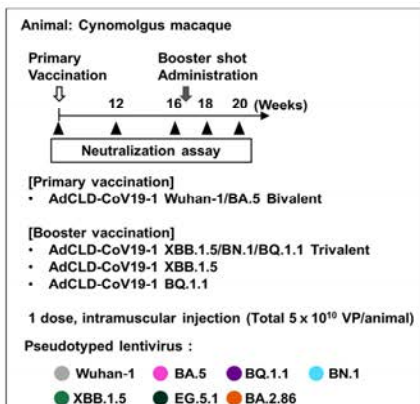 Animal: Cynomolgus macaque
Primary Vaccination
Booster shot Administration
12 16 18 20 (Weeks)
Neutralization assay
[Primary vaccination]
• AdCLD-CoV19-1 Wuhan-1/BA.5 Bivalent
[Booster vaccination]
• AdCLD-CoV19-1 XBB.1.5/BN.1/BQ.1.1 Trivalent
• AdCLD-CoV19-1 XBB.1.5
• AdCLD-CoV19-1 BQ.1.1
1 dose, intramuscular injection (Total 5 x 10¹⁰ VP/animal)
Pseudotyped lentivirus :
Wuhan-1 BA.5 BQ.1.1 BN.1
XBB.1.5 EG.5.1 BA.2.86